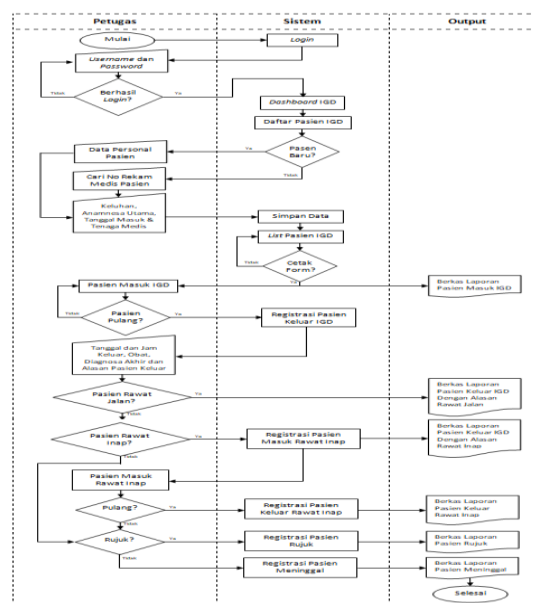 Petugas
Sistem
Output
Mulai
Login
Username dan
Password
Berhasil
Login?
Tidak
Ya
Dashboard IGD
Daftar Pasien IGD
Pasen
Baru?
Ya
Tidak
Data Personal
Pasien
Cari No Rekam
Medis Pasien
Keluhan,
Anamnosa Utama,
Tanggal Masuk &
Tenaga Medis
Simpan Data
List Pasien IGD
Cetak
Form?
Tidak
Ya
Pasien Masuk IGD
Berkas Laporan
Pasien Masuk IGD
Pasien
Pulang?
Tidak
Ya
Registrasi Pasien
Keluar IGD
Tanggal dan Jam
Keluar, Obat,
Diagnosa Akhir dan
Alasan Pasien Keluar
Pasien Rawat
Jalan?
Ya
Tidak
Berkas Laporan
Pasien Keluar IGD
Dengan Alasan
Rawat Jalan
Pasien Rawat
Inap?
Ya
Tidak
Registrasi Pasien
Masuk Rawat Inap
Berkas Laporan
Pasien Keluar IGD
Dengan Alasan
Rawat Inap
Pasien Masuk
Rawat Inap
Pulang?
Ya
Tidak
Registrasi Pasien
Keluar Rawat Inap
Berkas Laporan
Pasien Keluar
Rawat Inap
Rujuk?
Ya
Tidak
Registrasi Pasien
Rujuk
Berkas Laporan
Pasien Rujuk
Registrasi Pasien
Meninggal
Berkas Laporan
Pasien Meninggal
Selesai